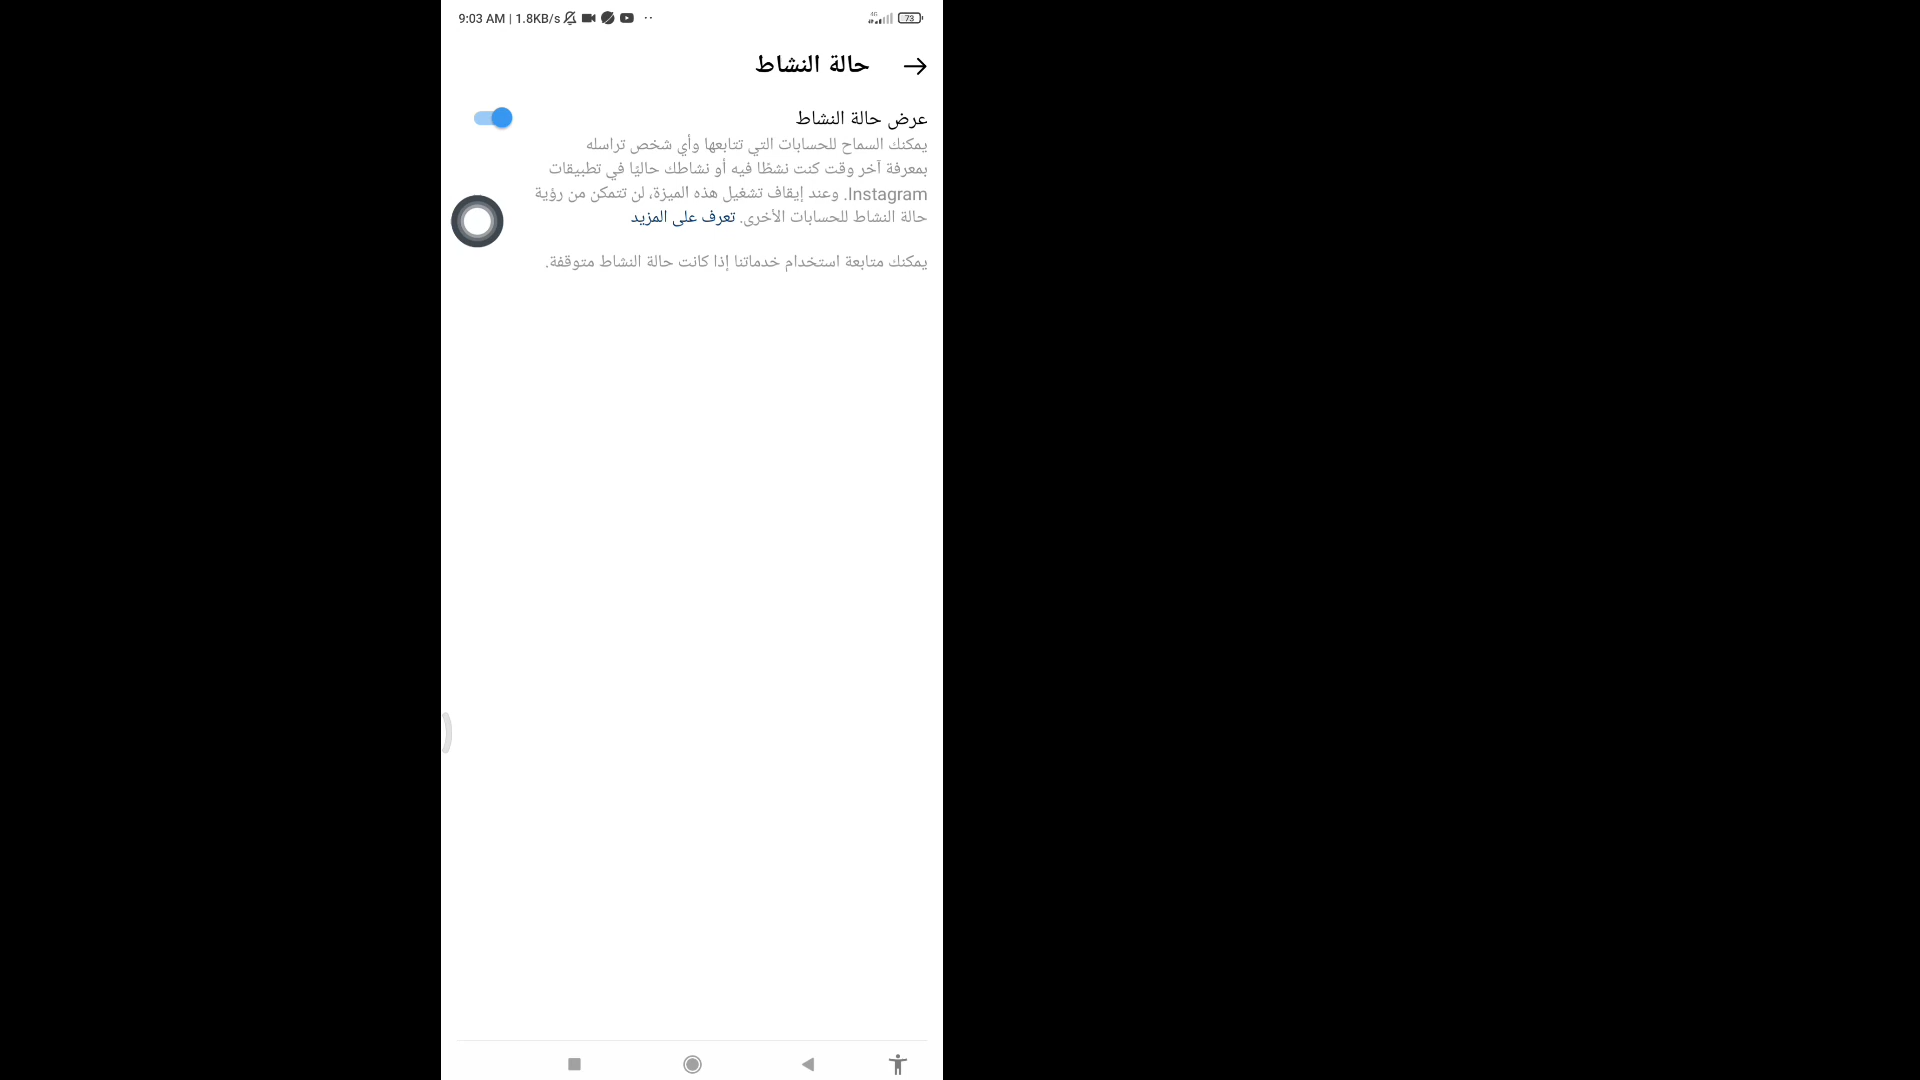 9:03 AM | 1.8KB/s
4G
73
حالة النشاط
عرض حالة النشاط
يمكنك السماح للحسابات التي تتابعها وأي شخص تراسله
بمعرفة آخر وقت كنت نشطًا فيه أو نشاطك حاليًا في تطبيقات
Instagram. وعند إيقاف تشغيل هذه الميزة، لن تتمكن من رؤية
حالة النشاط للحسابات الأخرى. تعرف على المزيد
يمكنك متابعة استخدام خدماتنا إذا كانت حالة النشاط متوقفة.